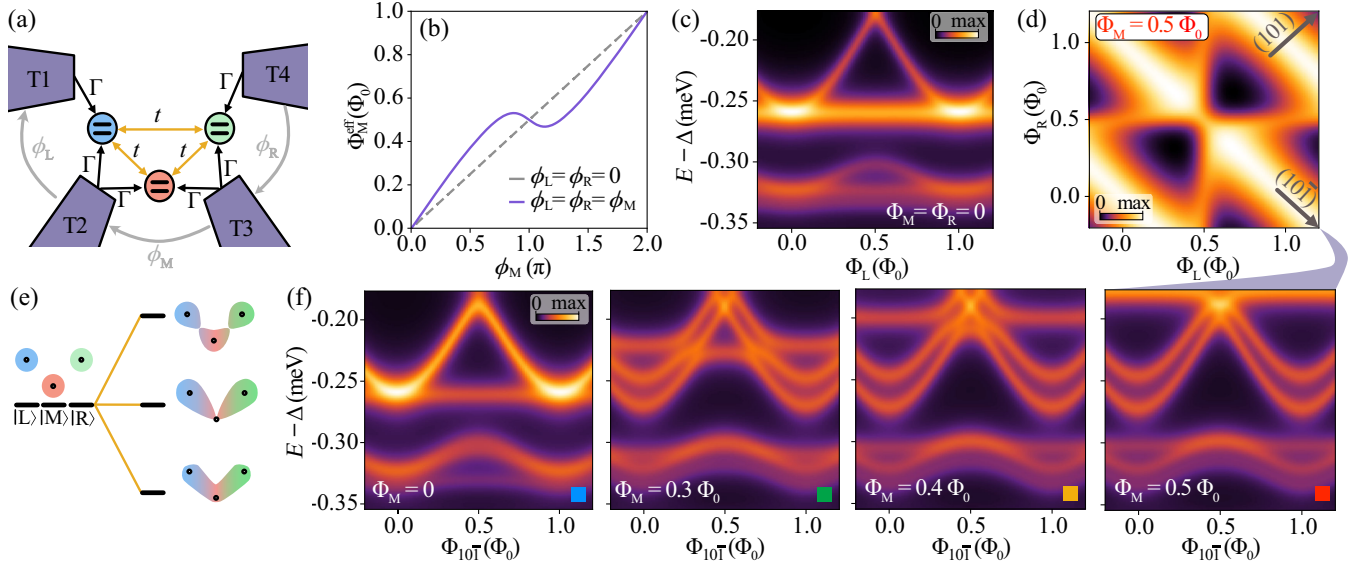 (a)
T1
T4
Γ
Γ
t
t
t
ϕL
ϕR
Γ
Γ
Γ
Γ
T2
T3
ϕM
(b)
ΦMeff(Φ0)
1.0
0.8
0.6
0.4
0.2
0.0
ϕL= ϕR= 0
ϕL= ϕR= ϕM
0.0 0.5 1.0 1.5 2.0
ϕM (π)
(c)
0 max
E − Δ (meV)
-0.20
-0.25
-0.30
-0.35
ΦM = ΦR = 0
0.0 0.5 1.0
ΦL(Φ0)
(d)
ΦM = 0.5 Φ0
(101)
ΦR(Φ0)
1.0
0.5
0.0
(101̅)
0 max
0.0 0.5 1.0
ΦL(Φ0)
(e)
|L⟩ |M⟩ |R⟩
(f)
0 max
E − Δ (meV)
-0.20
-0.25
-0.30
-0.35
ΦM = 0
ΦM = 0.3 Φ0
ΦM = 0.4 Φ0
ΦM = 0.5 Φ0
0.0 0.5 1.0
0.0 0.5 1.0
0.0 0.5 1.0
0.0 0.5 1.0
Φ101̅(Φ0)
Φ101̅(Φ0)
Φ101̅(Φ0)
Φ101̅(Φ0)